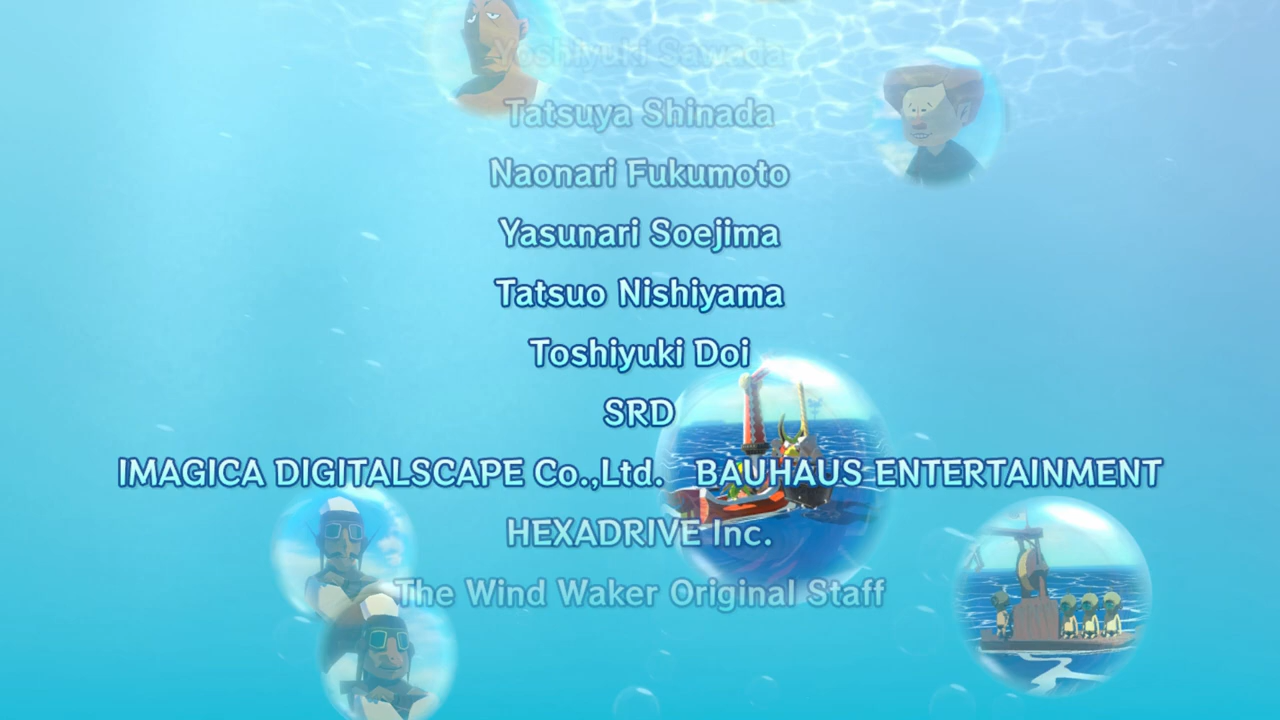 Yoshiyuki Sawada
Tatsuya Shinada
Naonari Fukumoto
Yasunari Soejima
Tatsuo Nishiyama
Toshiyuki Doi
SRD
IMAGICA DIGITALSCAPE Co.,Ltd. BAUHAUS ENTERTAINMENT
HEXADRIVE Inc.
The Wind Waker Original Staff